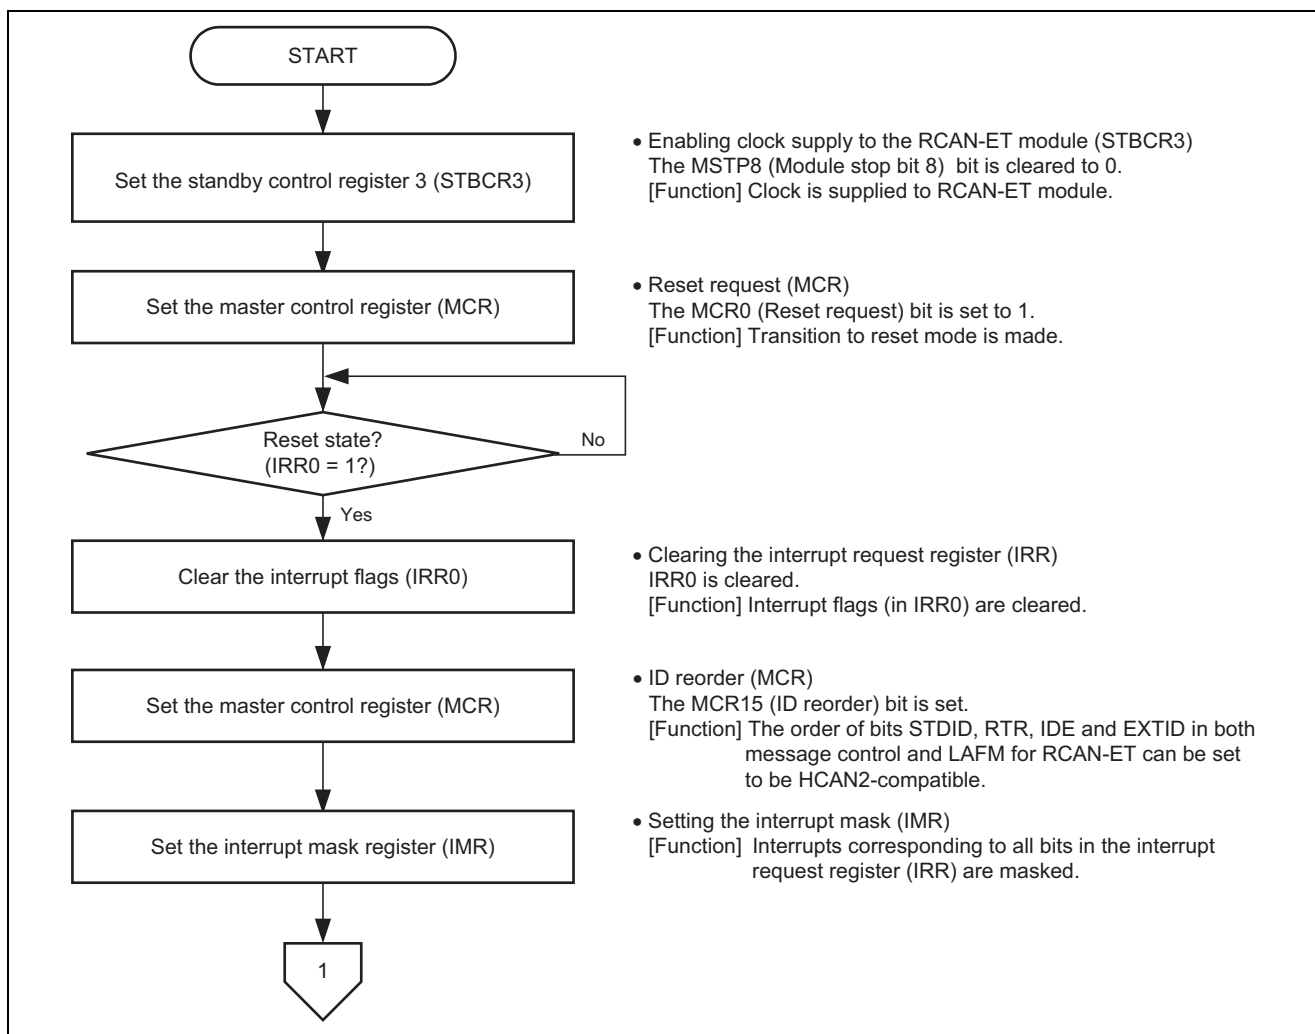 START
Set the standby control register 3 (STBCR3)
• Enabling clock supply to the RCAN-ET module (STBCR3)
The MSTP8 (Module stop bit 8) bit is cleared to 0.
[Function] Clock is supplied to RCAN-ET module.
Set the master control register (MCR)
• Reset request (MCR)
The MCR0 (Reset request) bit is set to 1.
[Function] Transition to reset mode is made.
Reset state?
(IRR0 = 1?)
No
Yes
Clear the interrupt flags (IRR0)
• Clearing the interrupt request register (IRR)
IRR0 is cleared.
[Function] Interrupt flags (in IRR0) are cleared.
Set the master control register (MCR)
• ID reorder (MCR)
The MCR15 (ID reorder) bit is set.
[Function] The order of bits STDID, RTR, IDE and EXTID in both
message control and LAFM for RCAN-ET can be set
to be HCAN2-compatible.
Set the interrupt mask register (IMR)
• Setting the interrupt mask (IMR)
[Function] Interrupts corresponding to all bits in the interrupt
request register (IRR) are masked.
1